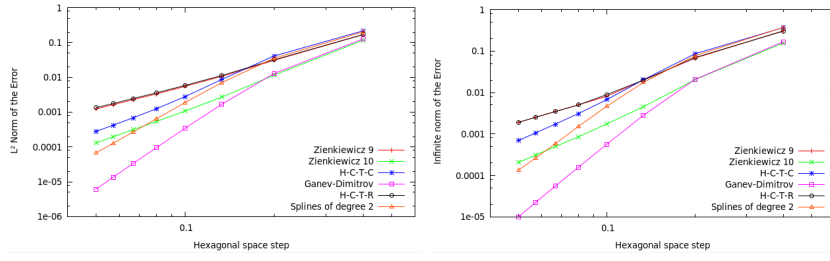 1
0.1
0.01
0.001
0.0001
1e-05
1e-06
L² Norm of the Error
Zienkiewicz 9
Zienkiewicz 10
H-C-T-C
Ganev-Dimitrov
H-C-T-R
Splines of degree 2
0.1
Hexagonal space step
1
0.1
0.01
0.001
0.0001
1e-05
Infinite norm of the Error
Zienkiewicz 9
Zienkiewicz 10
H-C-T-C
Ganev-Dimitrov
H-C-T-R
Splines of degree 2
0.1
Hexagonal space step